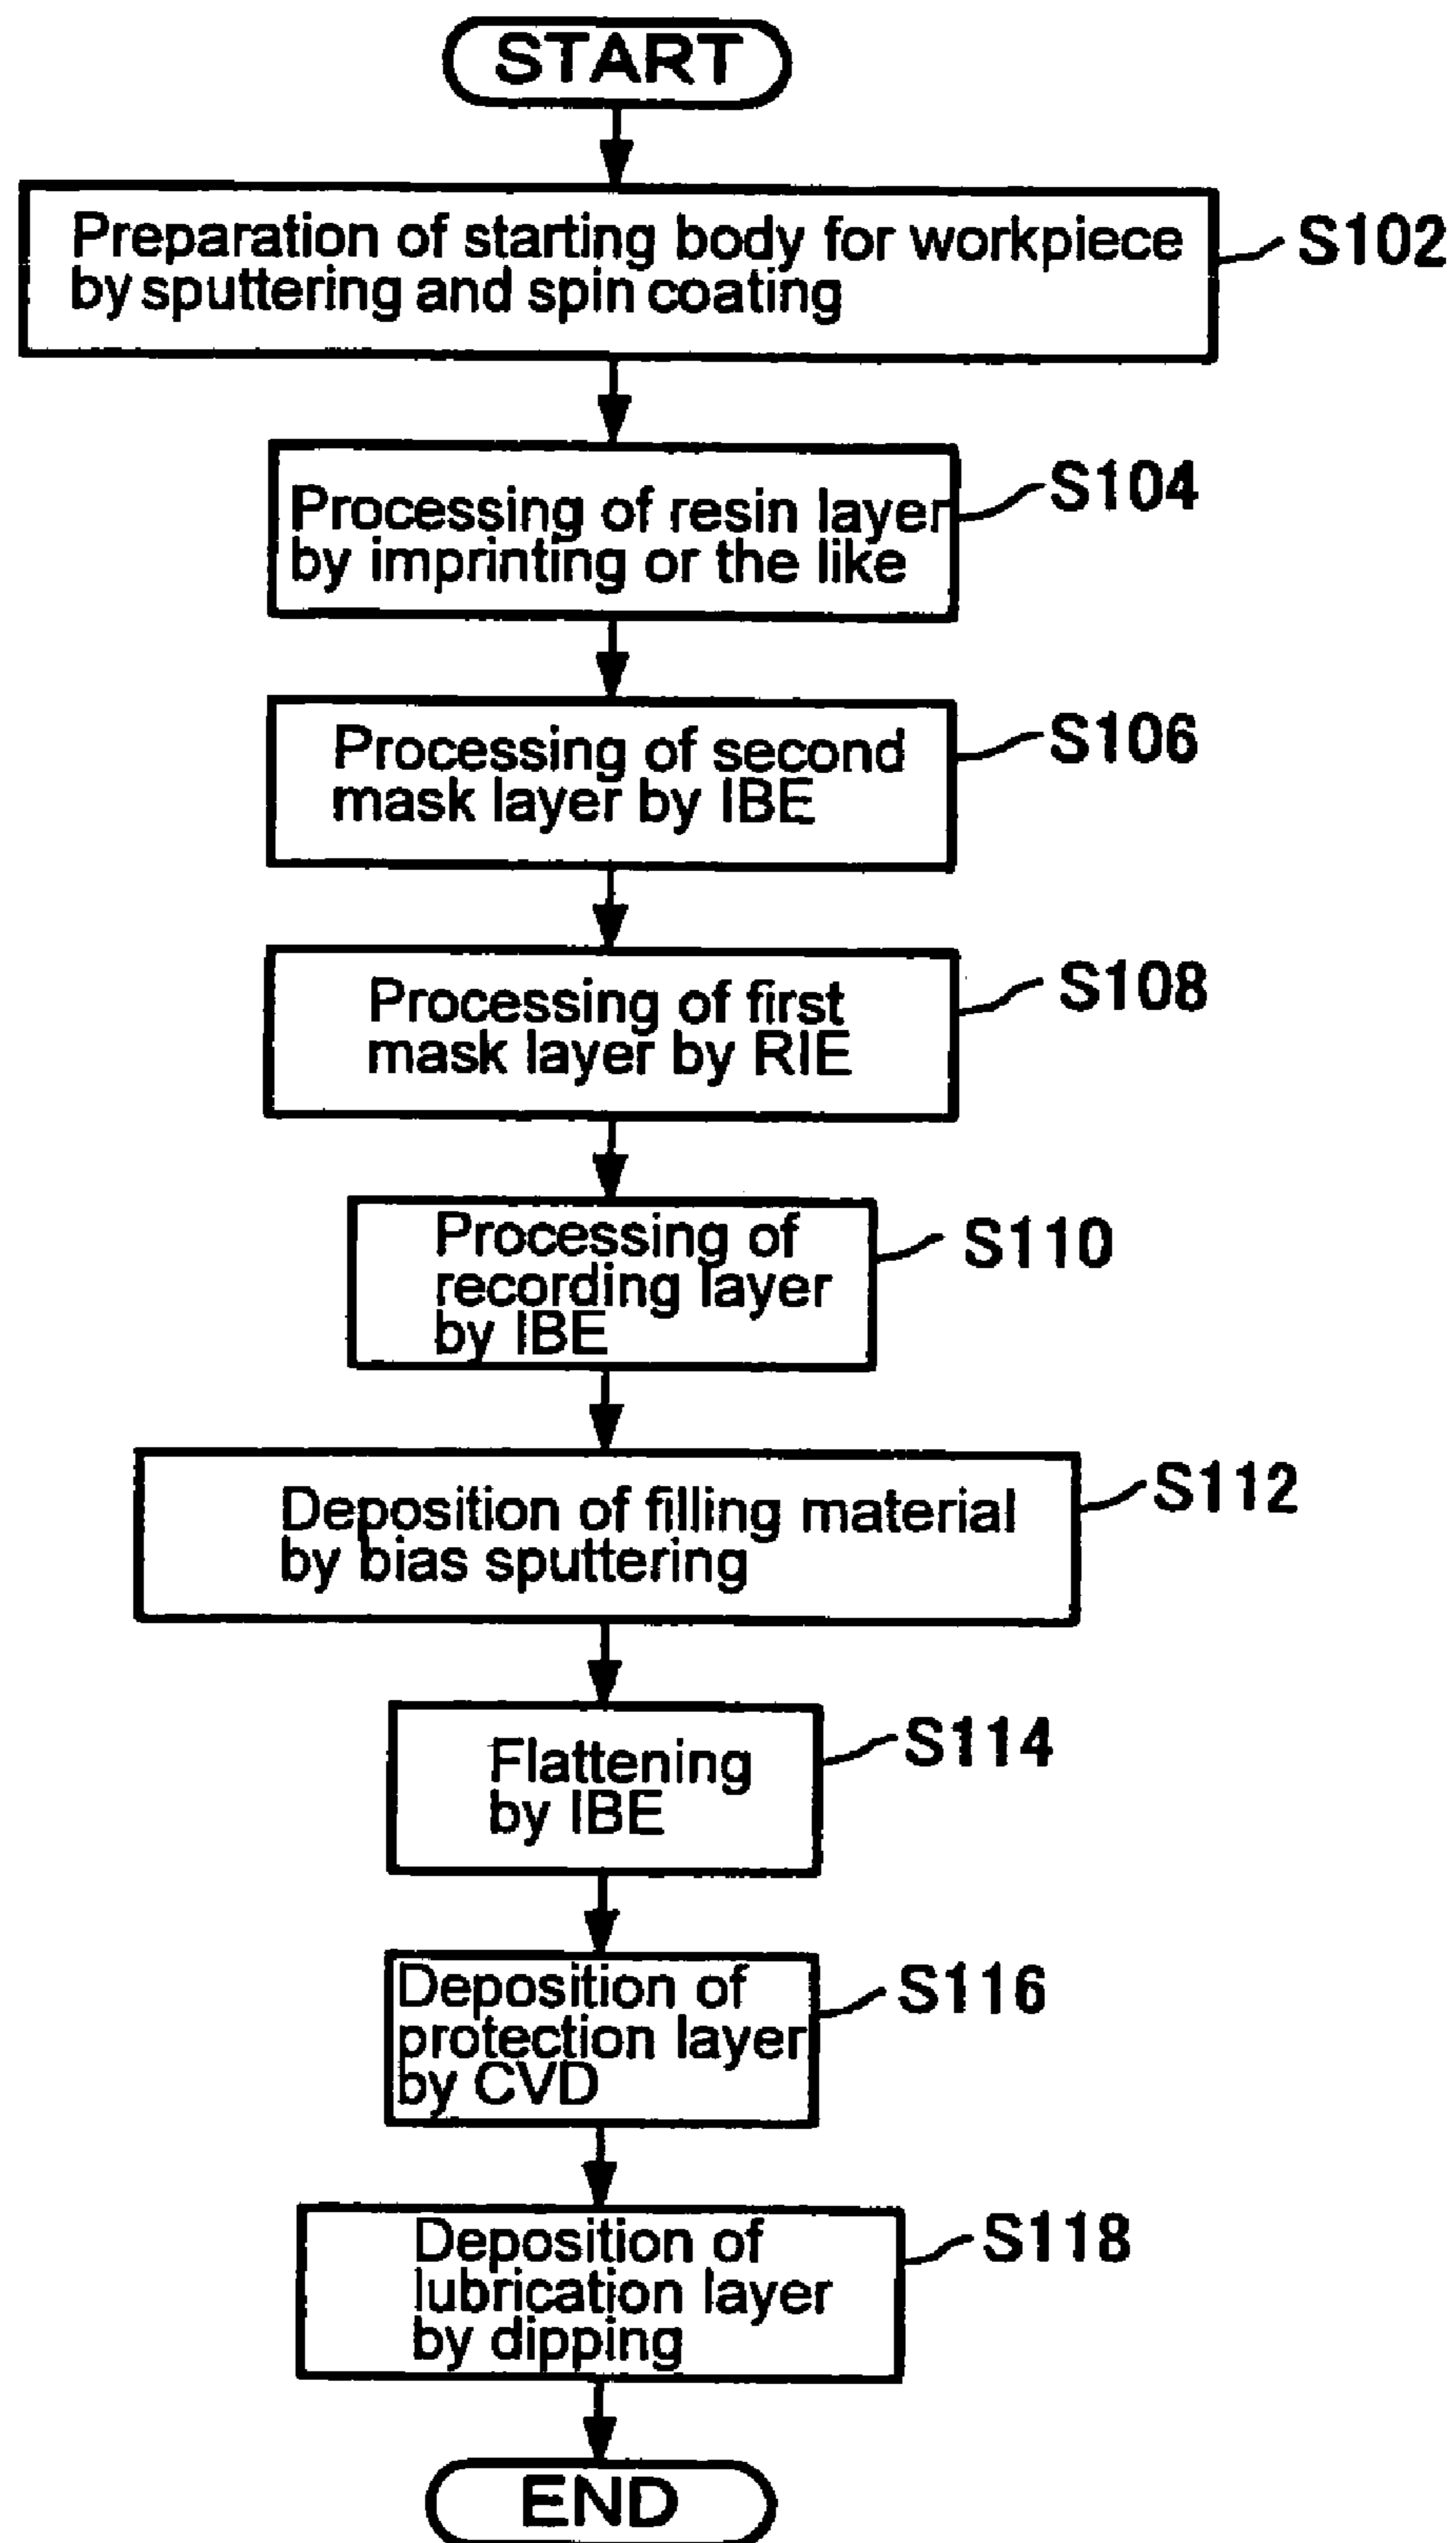 START
Preparation of starting body for workpiece
by sputtering and spin coating
S102
Processing of resin layer
by imprinting or the like
S104
Processing of second
mask layer by IBE
S106
Processing of first
mask layer by RIE
S108
Processing of
recording layer
by IBE
S110
Deposition of filling material
by bias sputtering
S112
Flattening
by IBE
S114
Deposition of
protection layer
by CVD
S116
Deposition of
lubrication layer
by dipping
S118
END